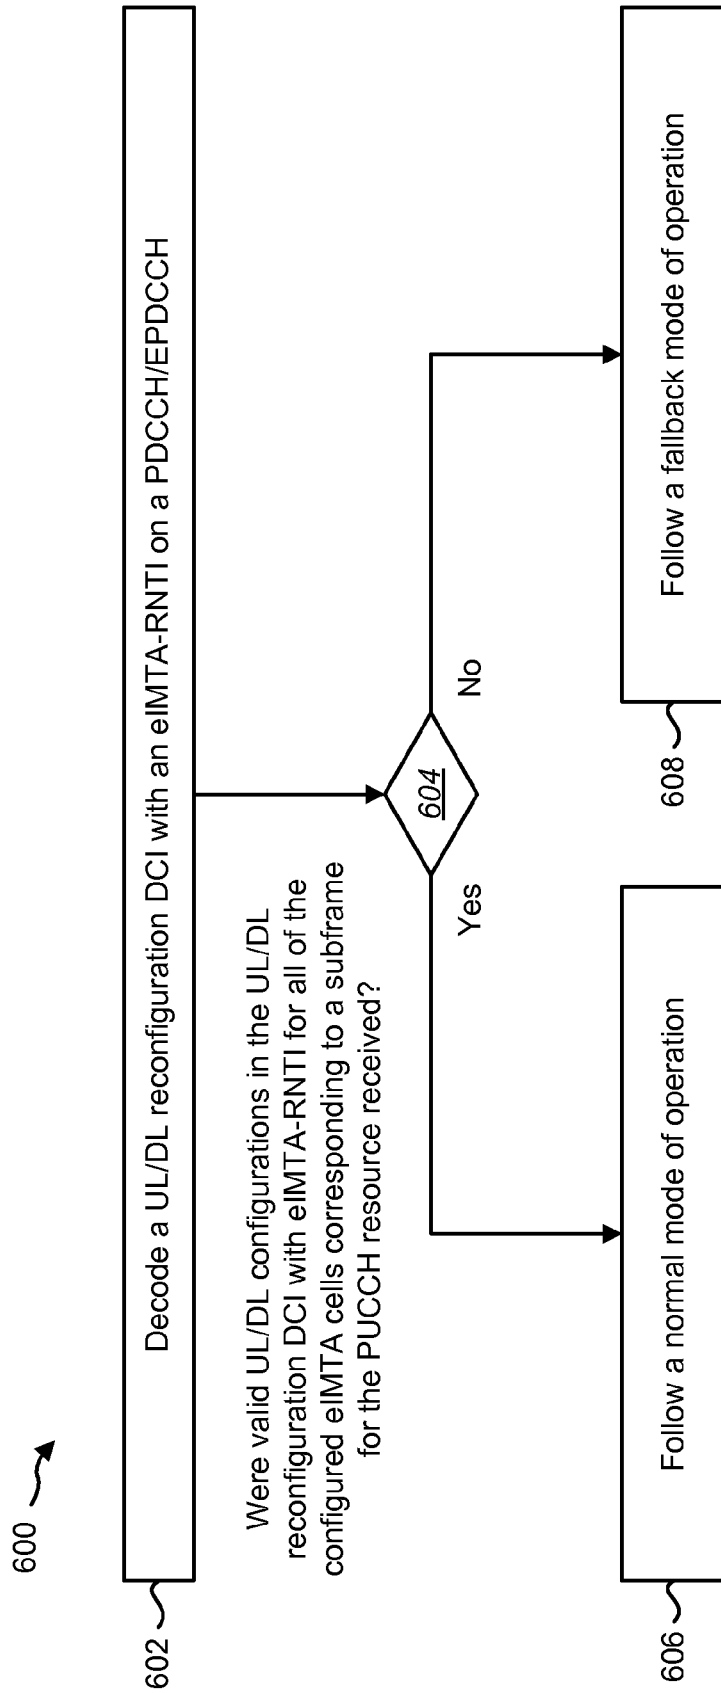 600
602
Decode a UL/DL reconfiguration DCI with an eIMTA-RNTI on a PDCCH/EPDCCH
Were valid UL/DL configurations in the UL/DL
reconfiguration DCI with eIMTA-RNTI for all of the
configured eIMTA cells corresponding to a subframe
for the PUCCH resource received?
604
Yes
No
606
Follow a normal mode of operation
608
Follow a fallback mode of operation